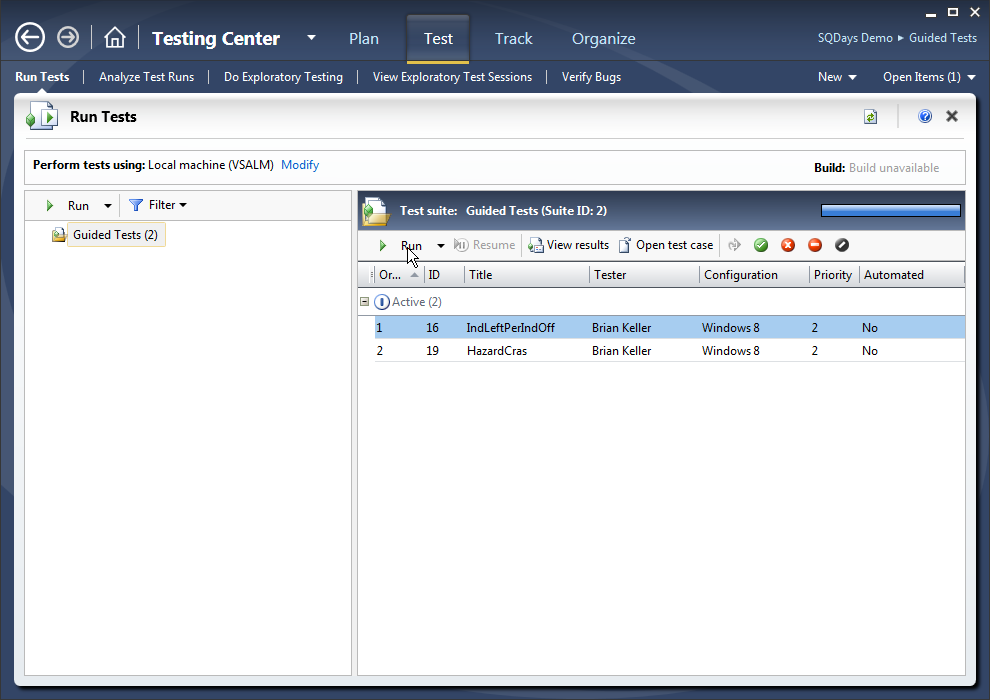 Testing Center Plan Test Track Organize SQDays Demo ▸ Guided Tests
Run Tests Analyze Test Runs Do Exploratory Testing View Exploratory Test Sessions Verify Bugs New Open Items (1)
Run Tests
Perform tests using: Local machine (VSALM) Modify Build: Build unavailable
Run Filter
Guided Tests (2)
Test suite: Guided Tests (Suite ID: 2)
Run Resume View results Open test case
Or... ID Title Tester Configuration Priority Automated
Active (2)
1 16 IndLeftPerIndOff Brian Keller Windows 8 2 No
2 19 HazardCras Brian Keller Windows 8 2 No